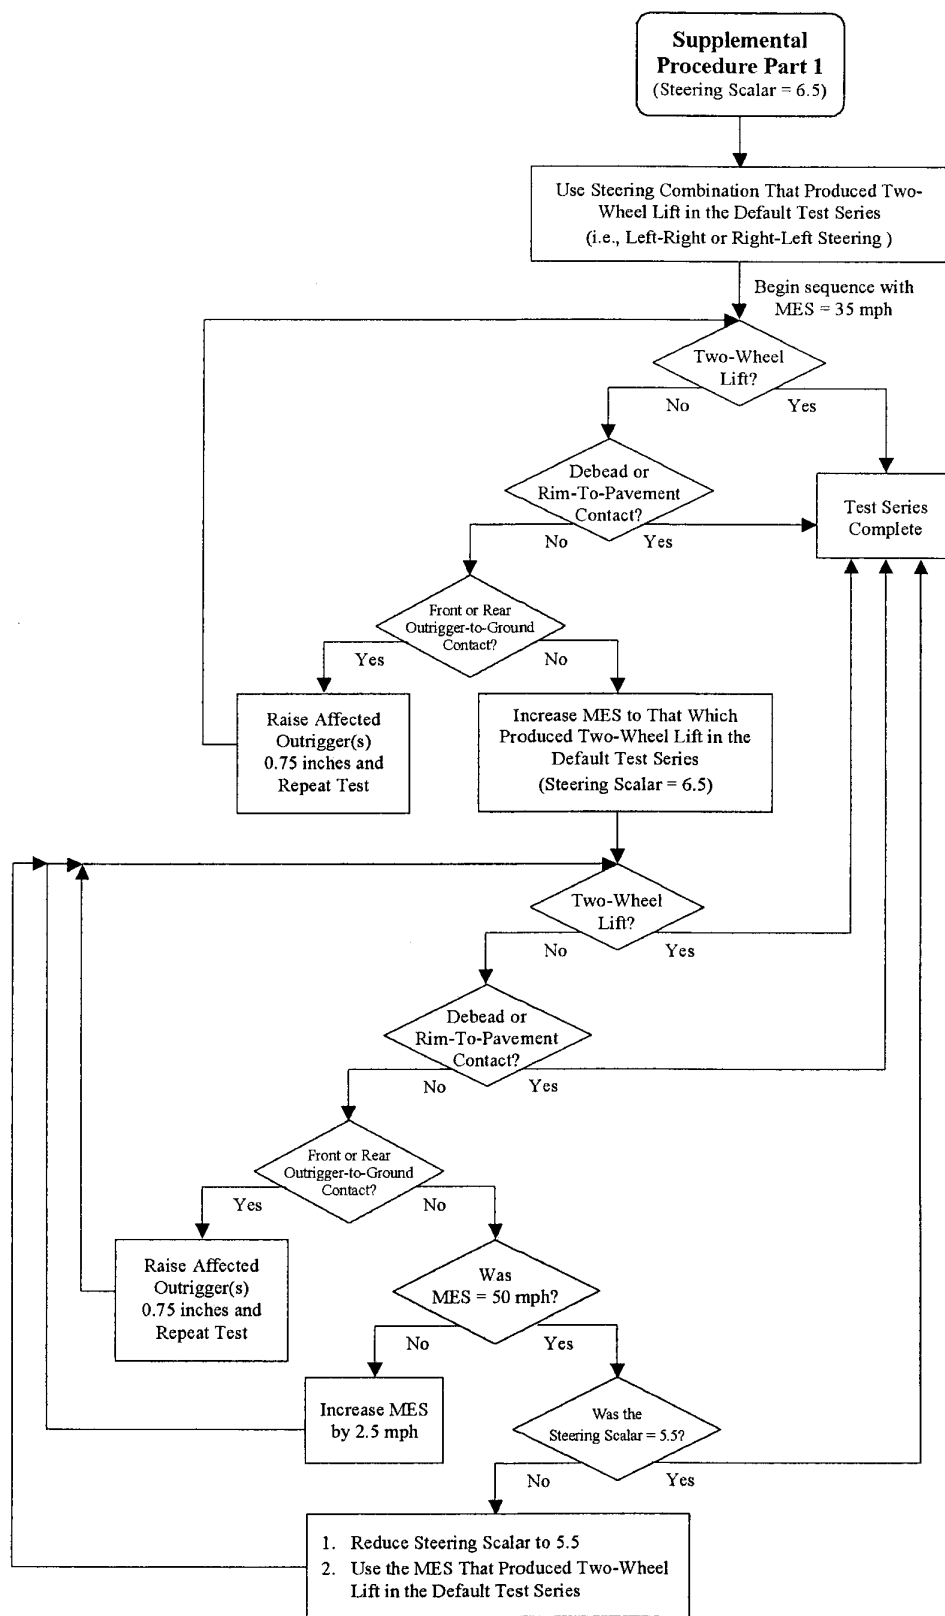 Supplemental
Procedure Part 1
(Steering Scalar = 6.5)
Use Steering Combination That Produced Two-
Wheel Lift in the Default Test Series
(i.e., Left-Right or Right-Left Steering )
Begin sequence with
MES = 35 mph
Two-Wheel
Lift?
No
Yes
Debead or
Rim-To-Pavement
Contact?
No
Yes
Test Series
Complete
Front or Rear
Outrigger-to-Ground
Contact?
Yes
No
Raise Affected
Outrigger(s)
0.75 inches and
Repeat Test
Increase MES to That Which
Produced Two-Wheel Lift in the
Default Test Series
(Steering Scalar = 6.5)
Two-Wheel
Lift?
No
Yes
Debead or
Rim-To-Pavement
Contact?
No
Yes
Front or Rear
Outrigger-to-Ground
Contact?
Yes
No
Raise Affected
Outrigger(s)
0.75 inches and
Repeat Test
Was
MES = 50 mph?
No
Yes
Increase MES
by 2.5 mph
Was the
Steering Scalar = 5.5?
No
Yes
1. Reduce Steering Scalar to 5.5
2. Use the MES That Produced Two-Wheel
Lift in the Default Test Series